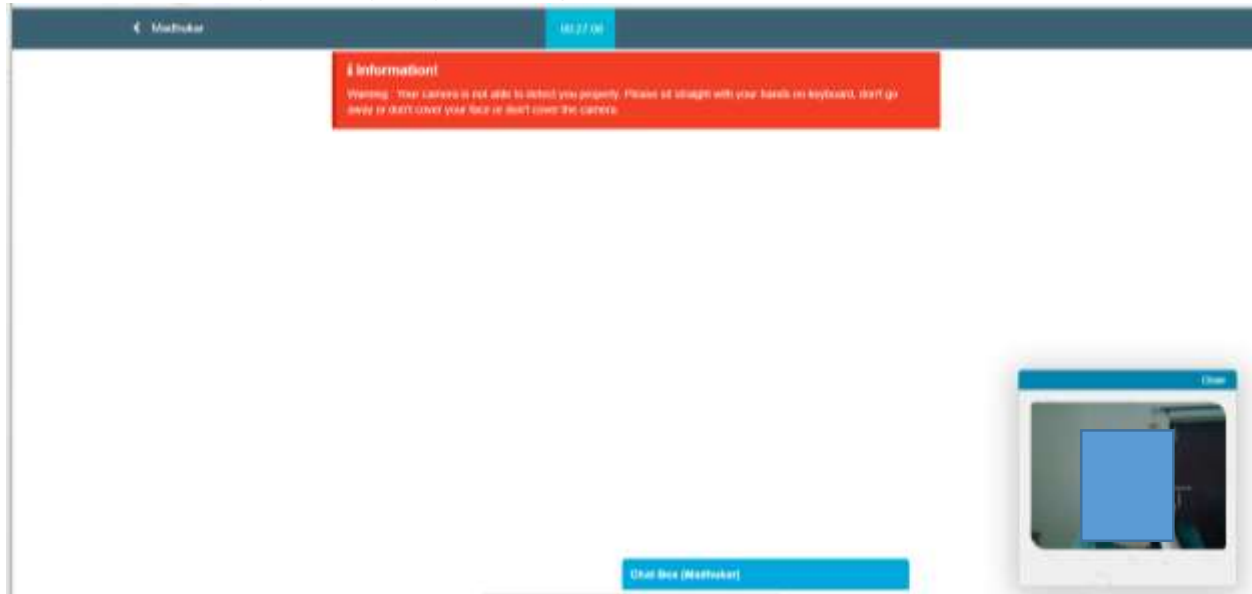 Madhukar
00:27:08
Information!
Warning : Your camera is not able to detect you properly. Please sit straight with your hands on keyboard, don't go
away or don't cover your face or don't cover the camera.
Close
Chat Box (Madhukar)